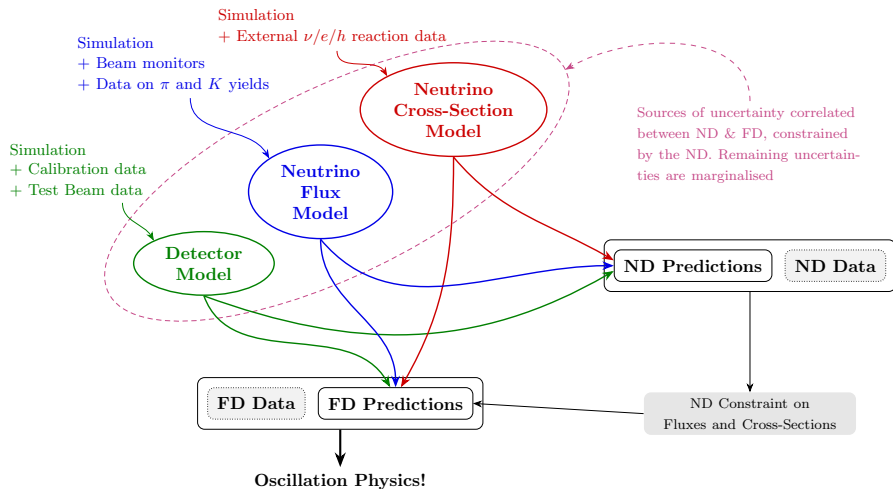 Simulation
+ External ν/e/h reaction data
Simulation
+ Beam monitors
+ Data on π and K yields
Neutrino
Cross-Section
Model
Sources of uncertainty correlated
between ND & FD, constrained
by the ND. Remaining uncertain-
ties are marginalised
Simulation
+ Calibration data
+ Test Beam data
Neutrino
Flux
Model
Detector
Model
ND Predictions
ND Data
FD Data
FD Predictions
ND Constraint on
Fluxes and Cross-Sections
Oscillation Physics!